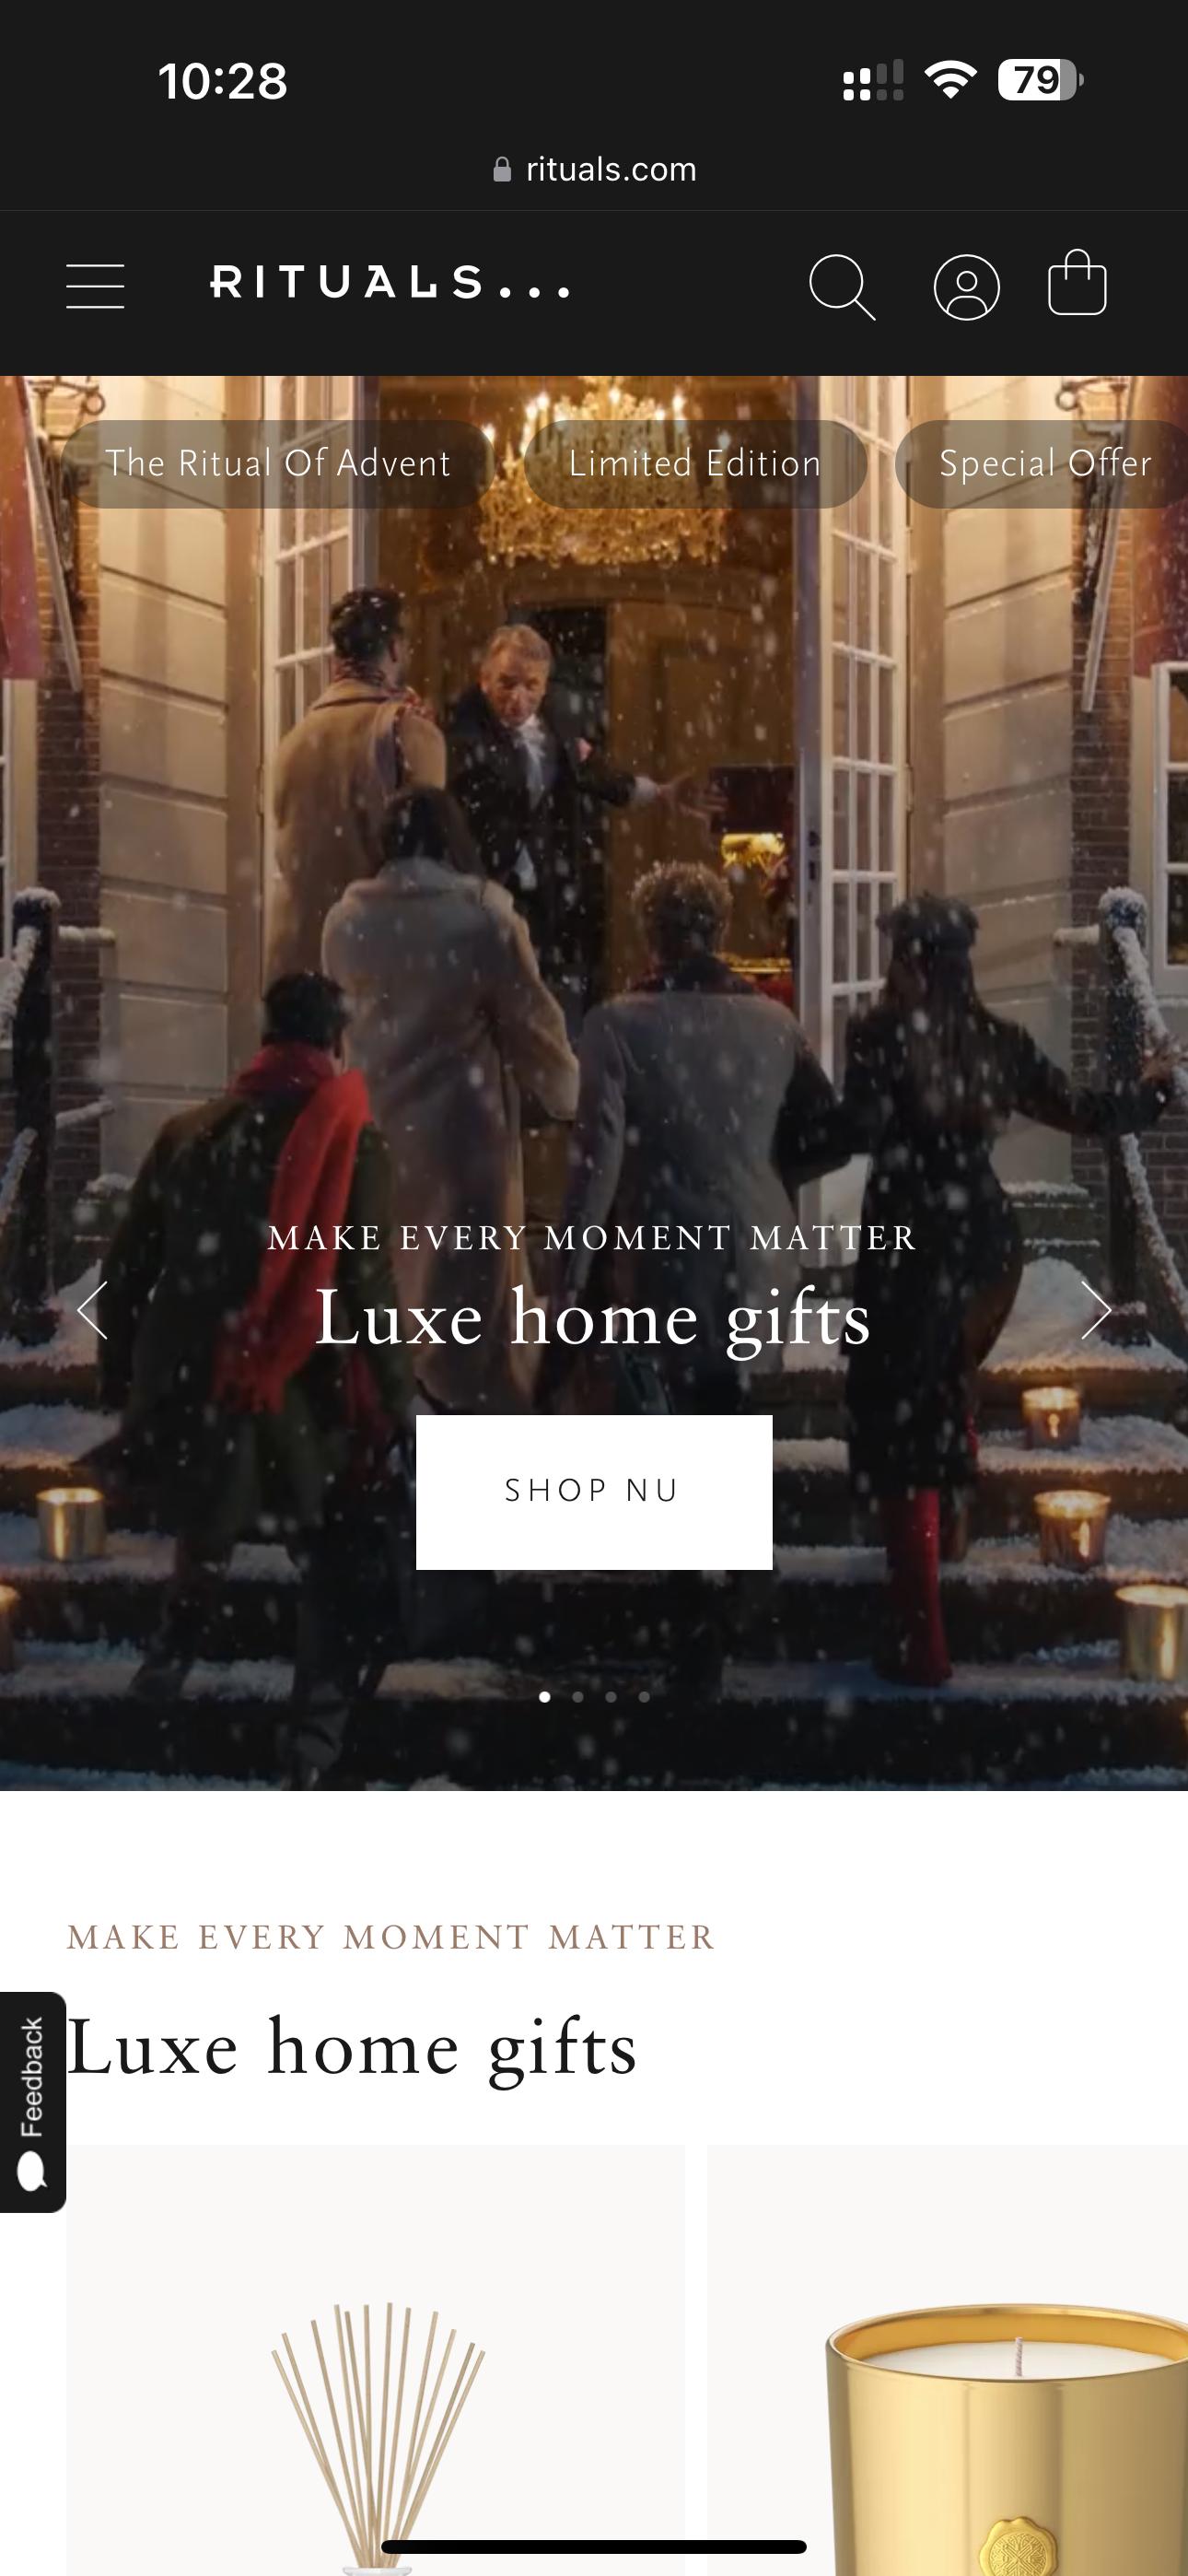 10:28
79
rituals.com
RITUALS...
The Ritual Of Advent
Limited Edition
Special Offer
MAKE EVERY MOMENT MATTER
Luxe home gifts
SHOP NU
MAKE EVERY MOMENT MATTER
Luxe home gifts
Feedback